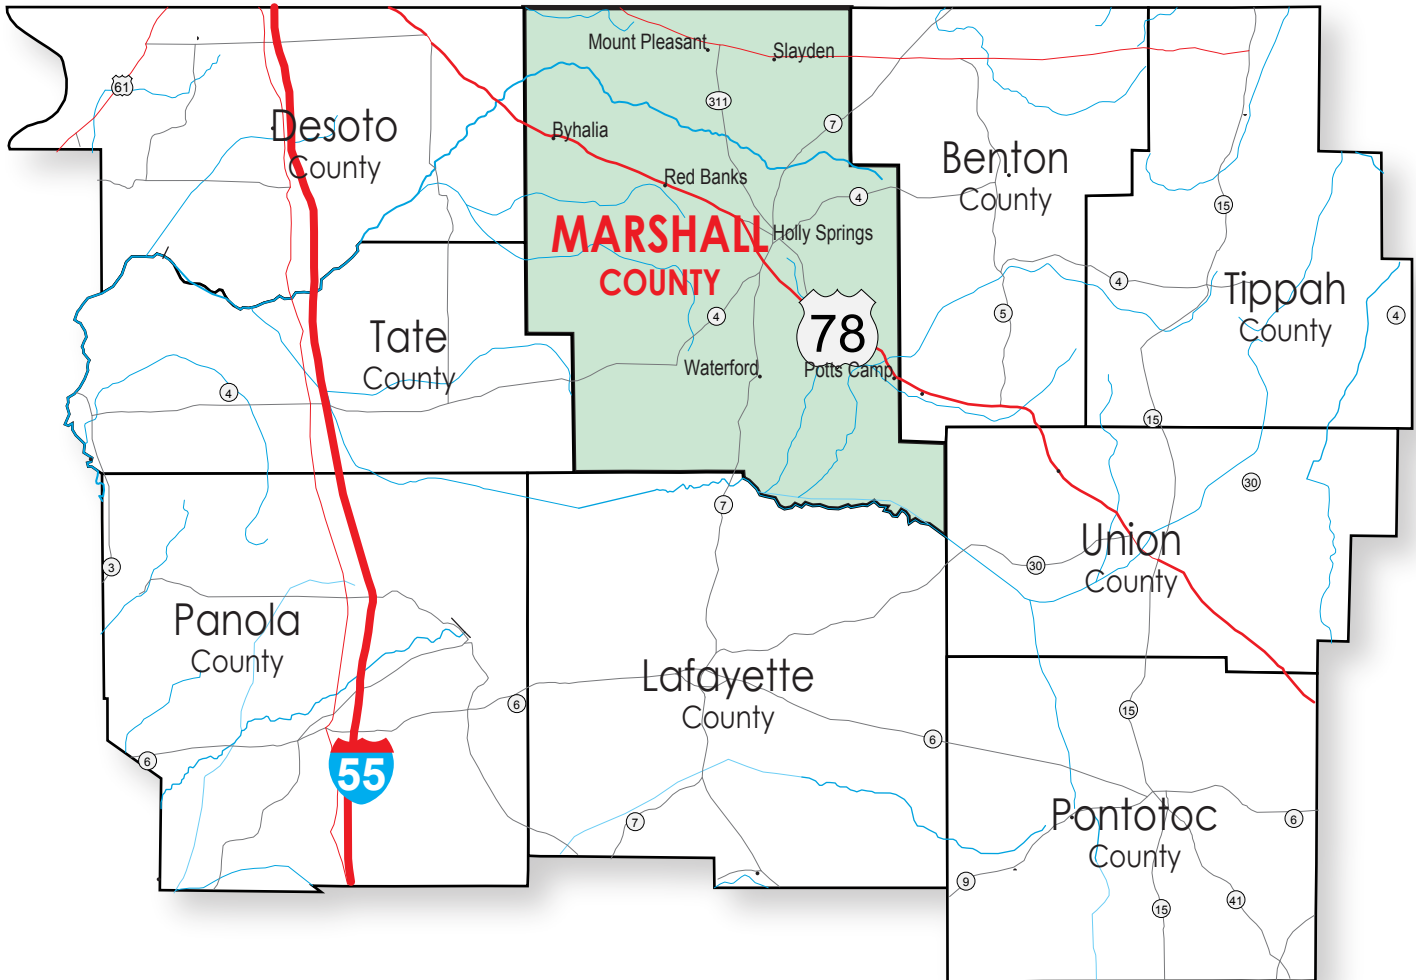 Mount Pleasant
Slayden
61
311
7
Desoto
County
Byhalia
Benton
County
Red Banks
4
15
MARSHALL
COUNTY
Holly Springs
4
Tippah
County
4
5
4
78
Tate
County
Waterford
Potts Camp
4
15
30
7
3
30
Union
County
Panola
County
Lafayette
County
6
15
6
6
55
7
Pontotoc
County
6
9
15
41